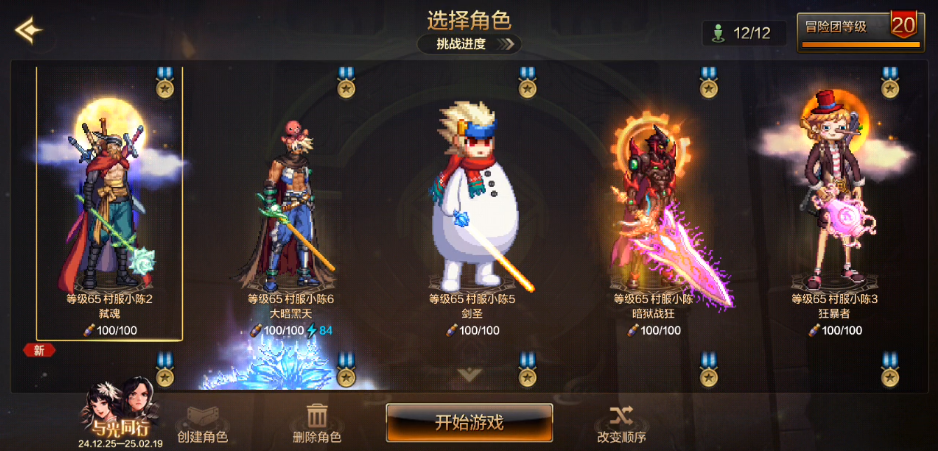 选择角色
挑战进度
12/12
冒险团等级
20
等级65 村服小陈2
弑魂
100/100
等级65 村服小陈6
大暗黑天
100/100 84
等级65 村服小陈5
剑圣
100/100
等级65 村服小陈
暗狱战狂
100/100
等级65 村服小陈3
狂暴者
100/100
新
与光同行
24.12.25—25.02.19
创建角色
删除角色
开始游戏
改变顺序